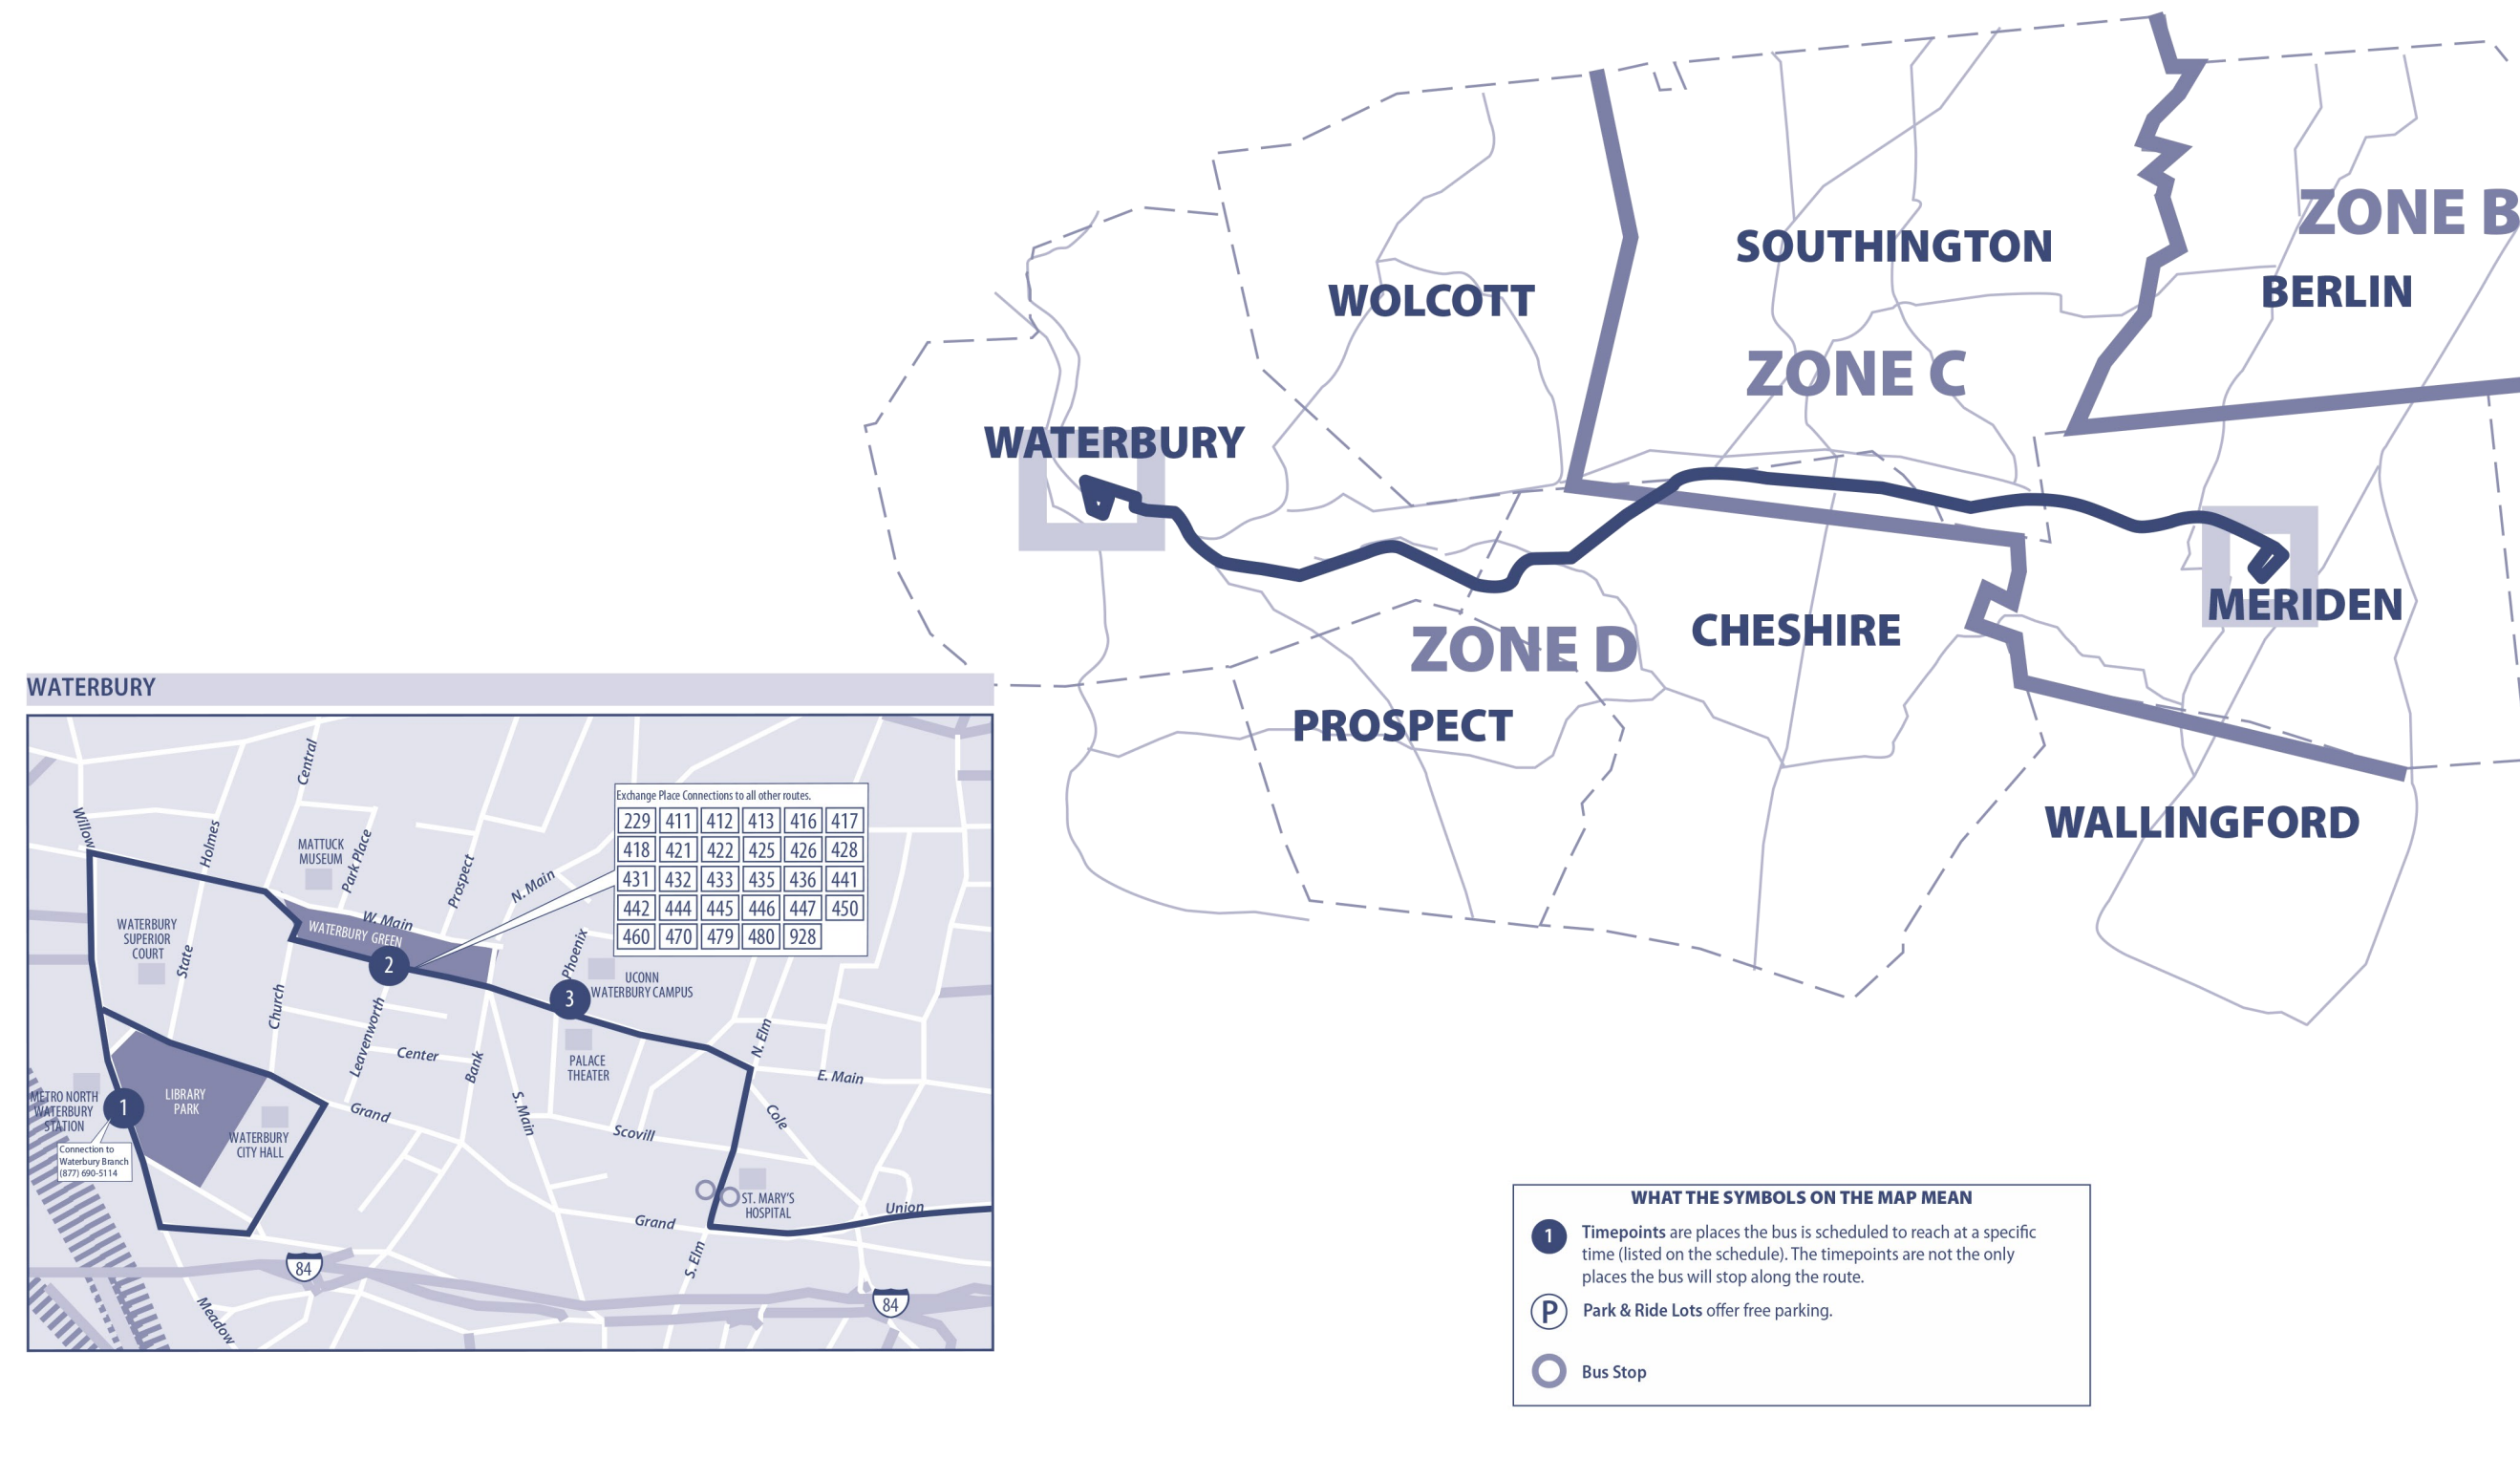 ZONE B
SOUTHINGTON
BERLIN
WOLCOTT
ZONE C
WATERBURY
MERIDEN
CHESHIRE
ZONE D
PROSPECT
WALLINGFORD
WATERBURY
Central
Willow
Holmes
MATTUCK
MUSEUM
Park Place
Prospect
N. Main
Exchange Place Connections to all other routes.
229 411 412 413 416 417
418 421 422 425 426 428
431 432 433 435 436 441
442 444 445 446 447 450
460 470 479 480 928
W. Main
WATERBURY GREEN
WATERBURY
SUPERIOR
COURT
State
2
Phoenix
UCONN
WATERBURY CAMPUS
3
Church
Leavenworth
Center
Bank
PALACE
THEATER
N. Elm
E. Main
METRO NORTH
WATERBURY
STATION
1
LIBRARY
PARK
Grand
S. Main
Cole
Scovill
WATERBURY
CITY HALL
Connection to
Waterbury Branch
(877) 690-5114
ST. MARY'S
HOSPITAL
Grand
Union
S. Elm
84
84
Meadow
WHAT THE SYMBOLS ON THE MAP MEAN
1
Timepoints are places the bus is scheduled to reach at a specific
time (listed on the schedule). The timepoints are not the only
places the bus will stop along the route.
P
Park & Ride Lots offer free parking.
Bus Stop